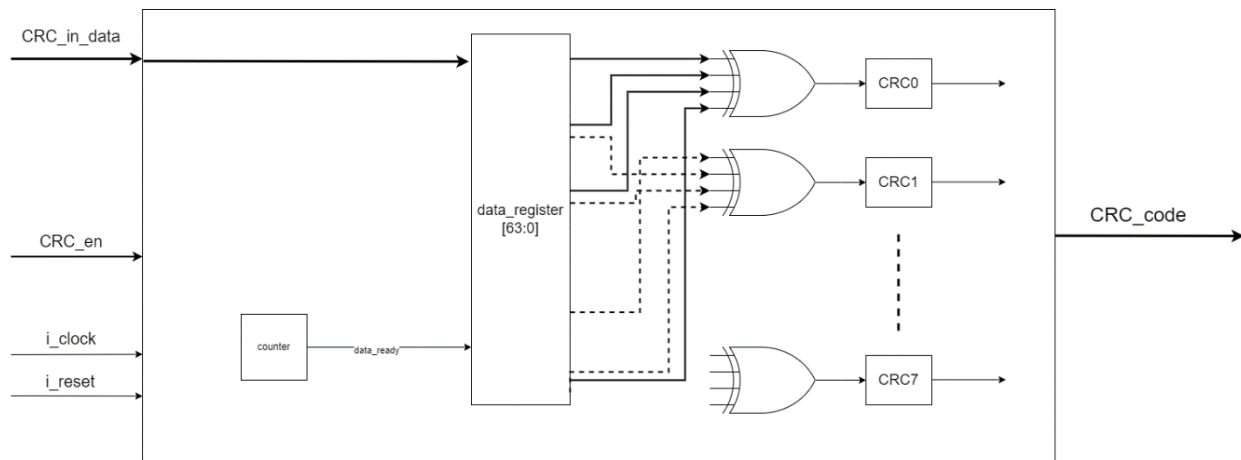 CRC_in_data
CRC0
CRC1
data_register
[63:0]
CRC_code
CRC_en
i_clock
counter
data_ready
i_reset
CRC7